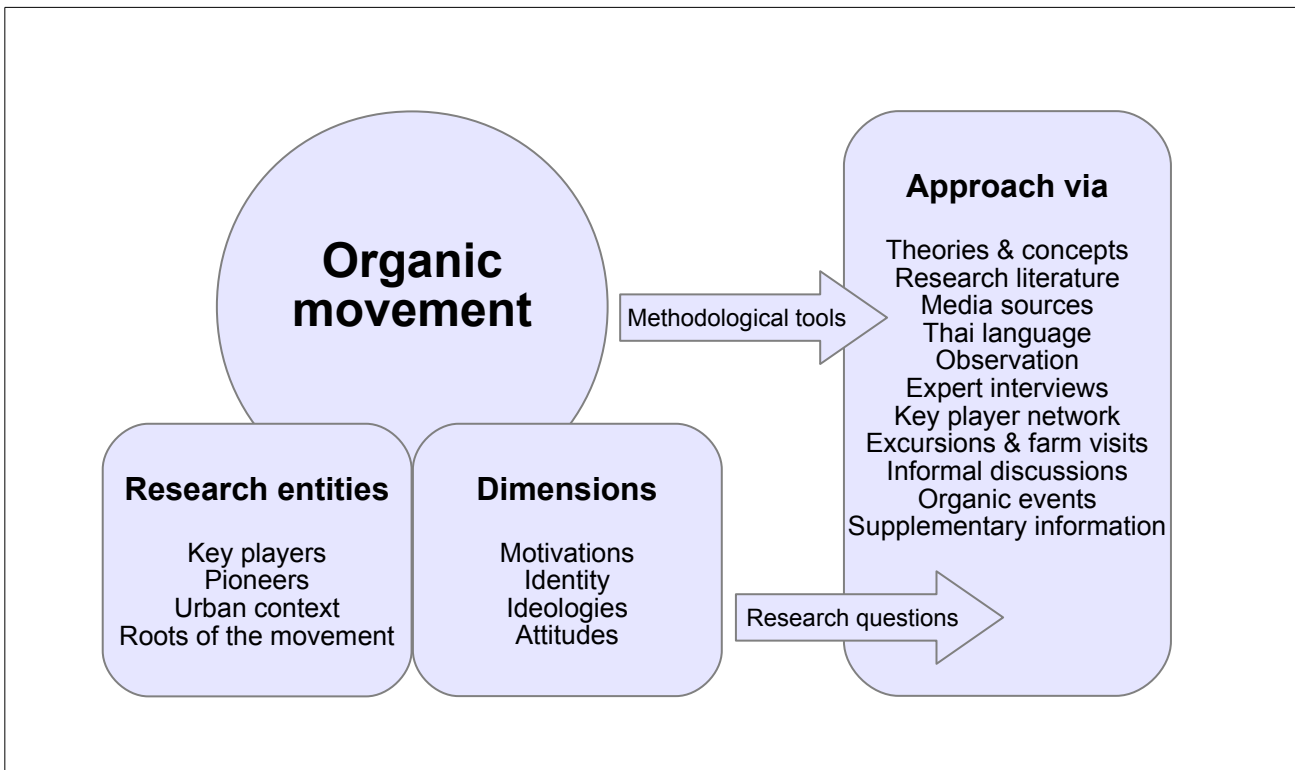 Organic
movement
Methodological tools
Research entities
Key players
Pioneers
Urban context
Roots of the movement
Dimensions
Motivations
Identity
Ideologies
Attitudes
Research questions
Approach via
Theories & concepts
Research literature
Media sources
Thai language
Observation
Expert interviews
Key player network
Excursions & farm visits
Informal discussions
Organic events
Supplementary information